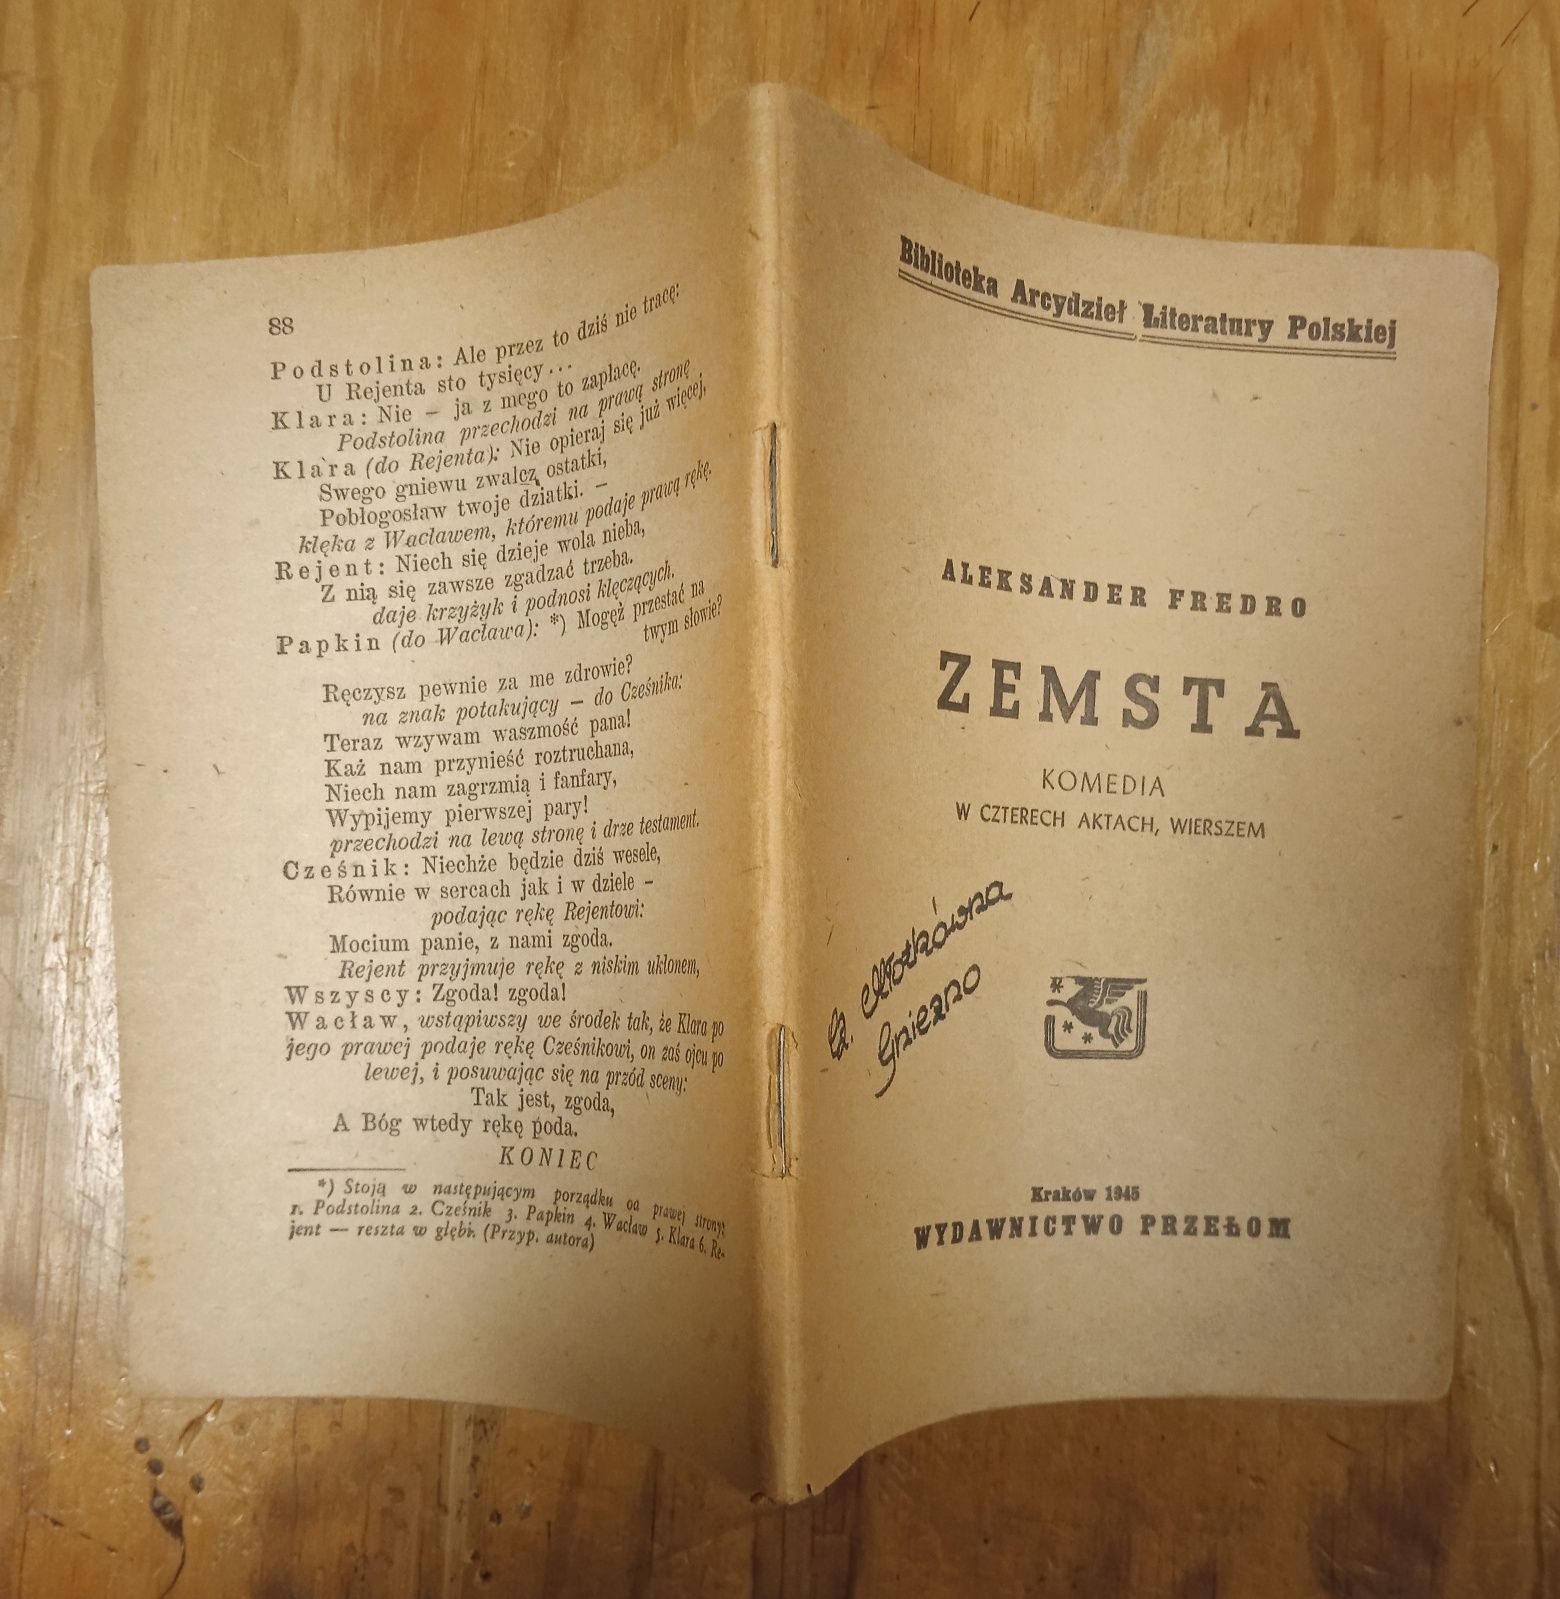 88
Podstolina: Ale przez to dziś nie tracę:
U Rejenta sto tysięcy...
Klara: Nie – ja z mego to zapłacę.
Podstolina przechodzi na prawą stronę
Klara (do Rejenta): Nie opieraj się już więcej,
Swego gniewu zwalcz ostatki,
Pobłogosław twoje dziatki. –
klęka z Wacławem, któremu podaje prawą rękę.
Rejent: Niech się dzieje wola nieba,
Z nią się zawsze zgadzać trzeba.
daje krzyżyk i podnosi klęczących.
Papkin (do Wacława): *) Mogęż przestać na
twym słowie?
Ręczysz pewnie za me zdrowie?
na znak potakujący – do Cześnika:
Teraz wzywam waszmość pana!
Każ nam przynieść roztruchana,
Niech nam zagrzmią i fanfary,
Wypijemy pierwszej pary!
przechodzi na lewą stronę i drze testament.
Cześnik: Niechże będzie dziś wesele,
Równie w sercach jak i w dziele –
podając rękę Rejentowi:
Mocium panie, z nami zgoda.
Rejent przyjmuje rękę z niskim ukłonem,
Wszyscy: Zgoda! zgoda!
Wacław, wstąpiwszy we środek tak, że Klara po
jego prawej podaje rękę Cześnikowi, on zaś ojcu po
lewej, i posuwając się na przód sceny:
Tak jest, zgoda,
A Bóg wtedy rękę poda.
KONIEC
*) Stoją w następującym porządku od prawej strony:
1. Podstolina 2. Cześnik 3. Papkin 4. Wacław 5. Klara 6. Re-
jent — reszta w głębi. (Przyp. autora)
Biblioteka Arcydzieł Literatury Polskiej
ALEKSANDER FREDRO
ZEMSTA
KOMEDIA
W CZTERECH AKTACH, WIERSZEM
Gniezno
Kraków 1945
WYDAWNICTWO PRZEŁOM